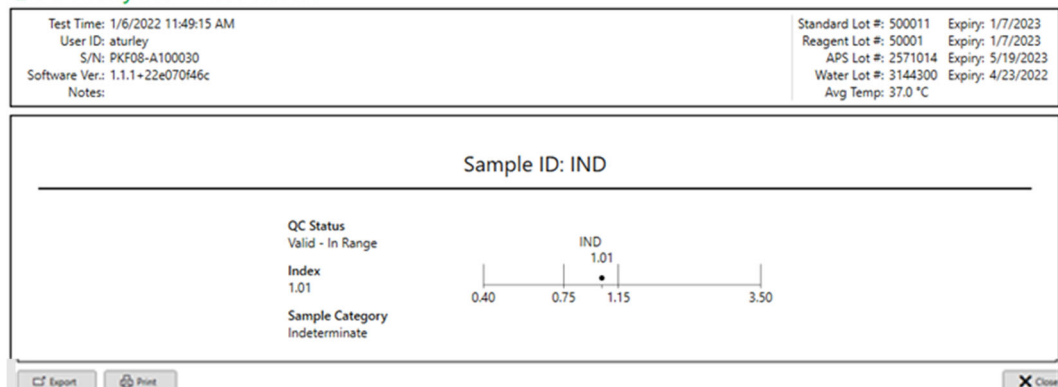 Test Time: 1/6/2022 11:49:15 AM
User ID: aturley
S/N: PKF08-A100030
Software Ver.: 1.1.1+22e070f46c
Notes:
Standard Lot #: 500011 Expiry: 1/7/2023
Reagent Lot #: 50001 Expiry: 1/7/2023
APS Lot #: 2571014 Expiry: 5/19/2023
Water Lot #: 3144300 Expiry: 4/23/2022
Avg Temp: 37.0 °C
Sample ID: IND
QC Status
Valid - In Range
Index
1.01
Sample Category
Indeterminate
IND
1.01
0.40 0.75 1.15 3.50
Export Print Close